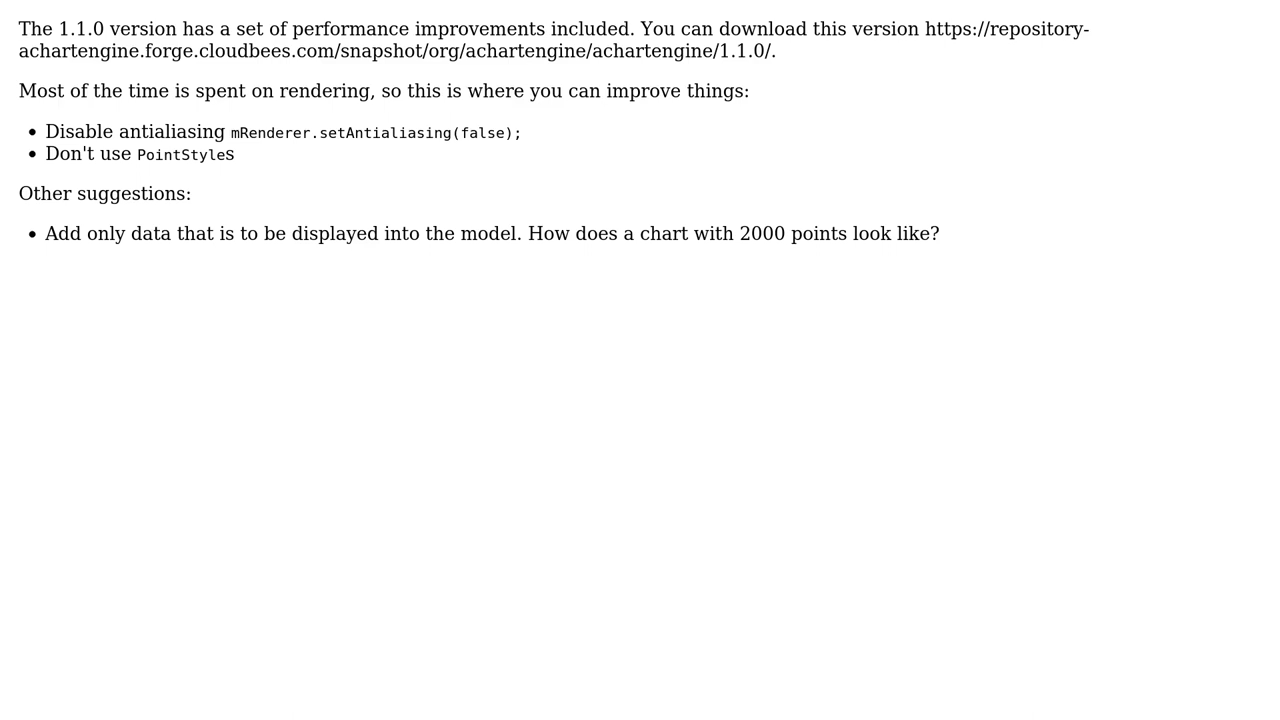 The 1.1.0 version has a set of performance improvements included. You can download this version https://repository-
achartengine.forge.cloudbees.com/snapshot/org/achartengine/achartengine/1.1.0/.
Most of the time is spent on rendering, so this is where you can improve things:
• Disable antialiasing mRenderer.setAntialiasing(false);
• Don't use PointStyles
Other suggestions:
• Add only data that is to be displayed into the model. How does a chart with 2000 points look like?